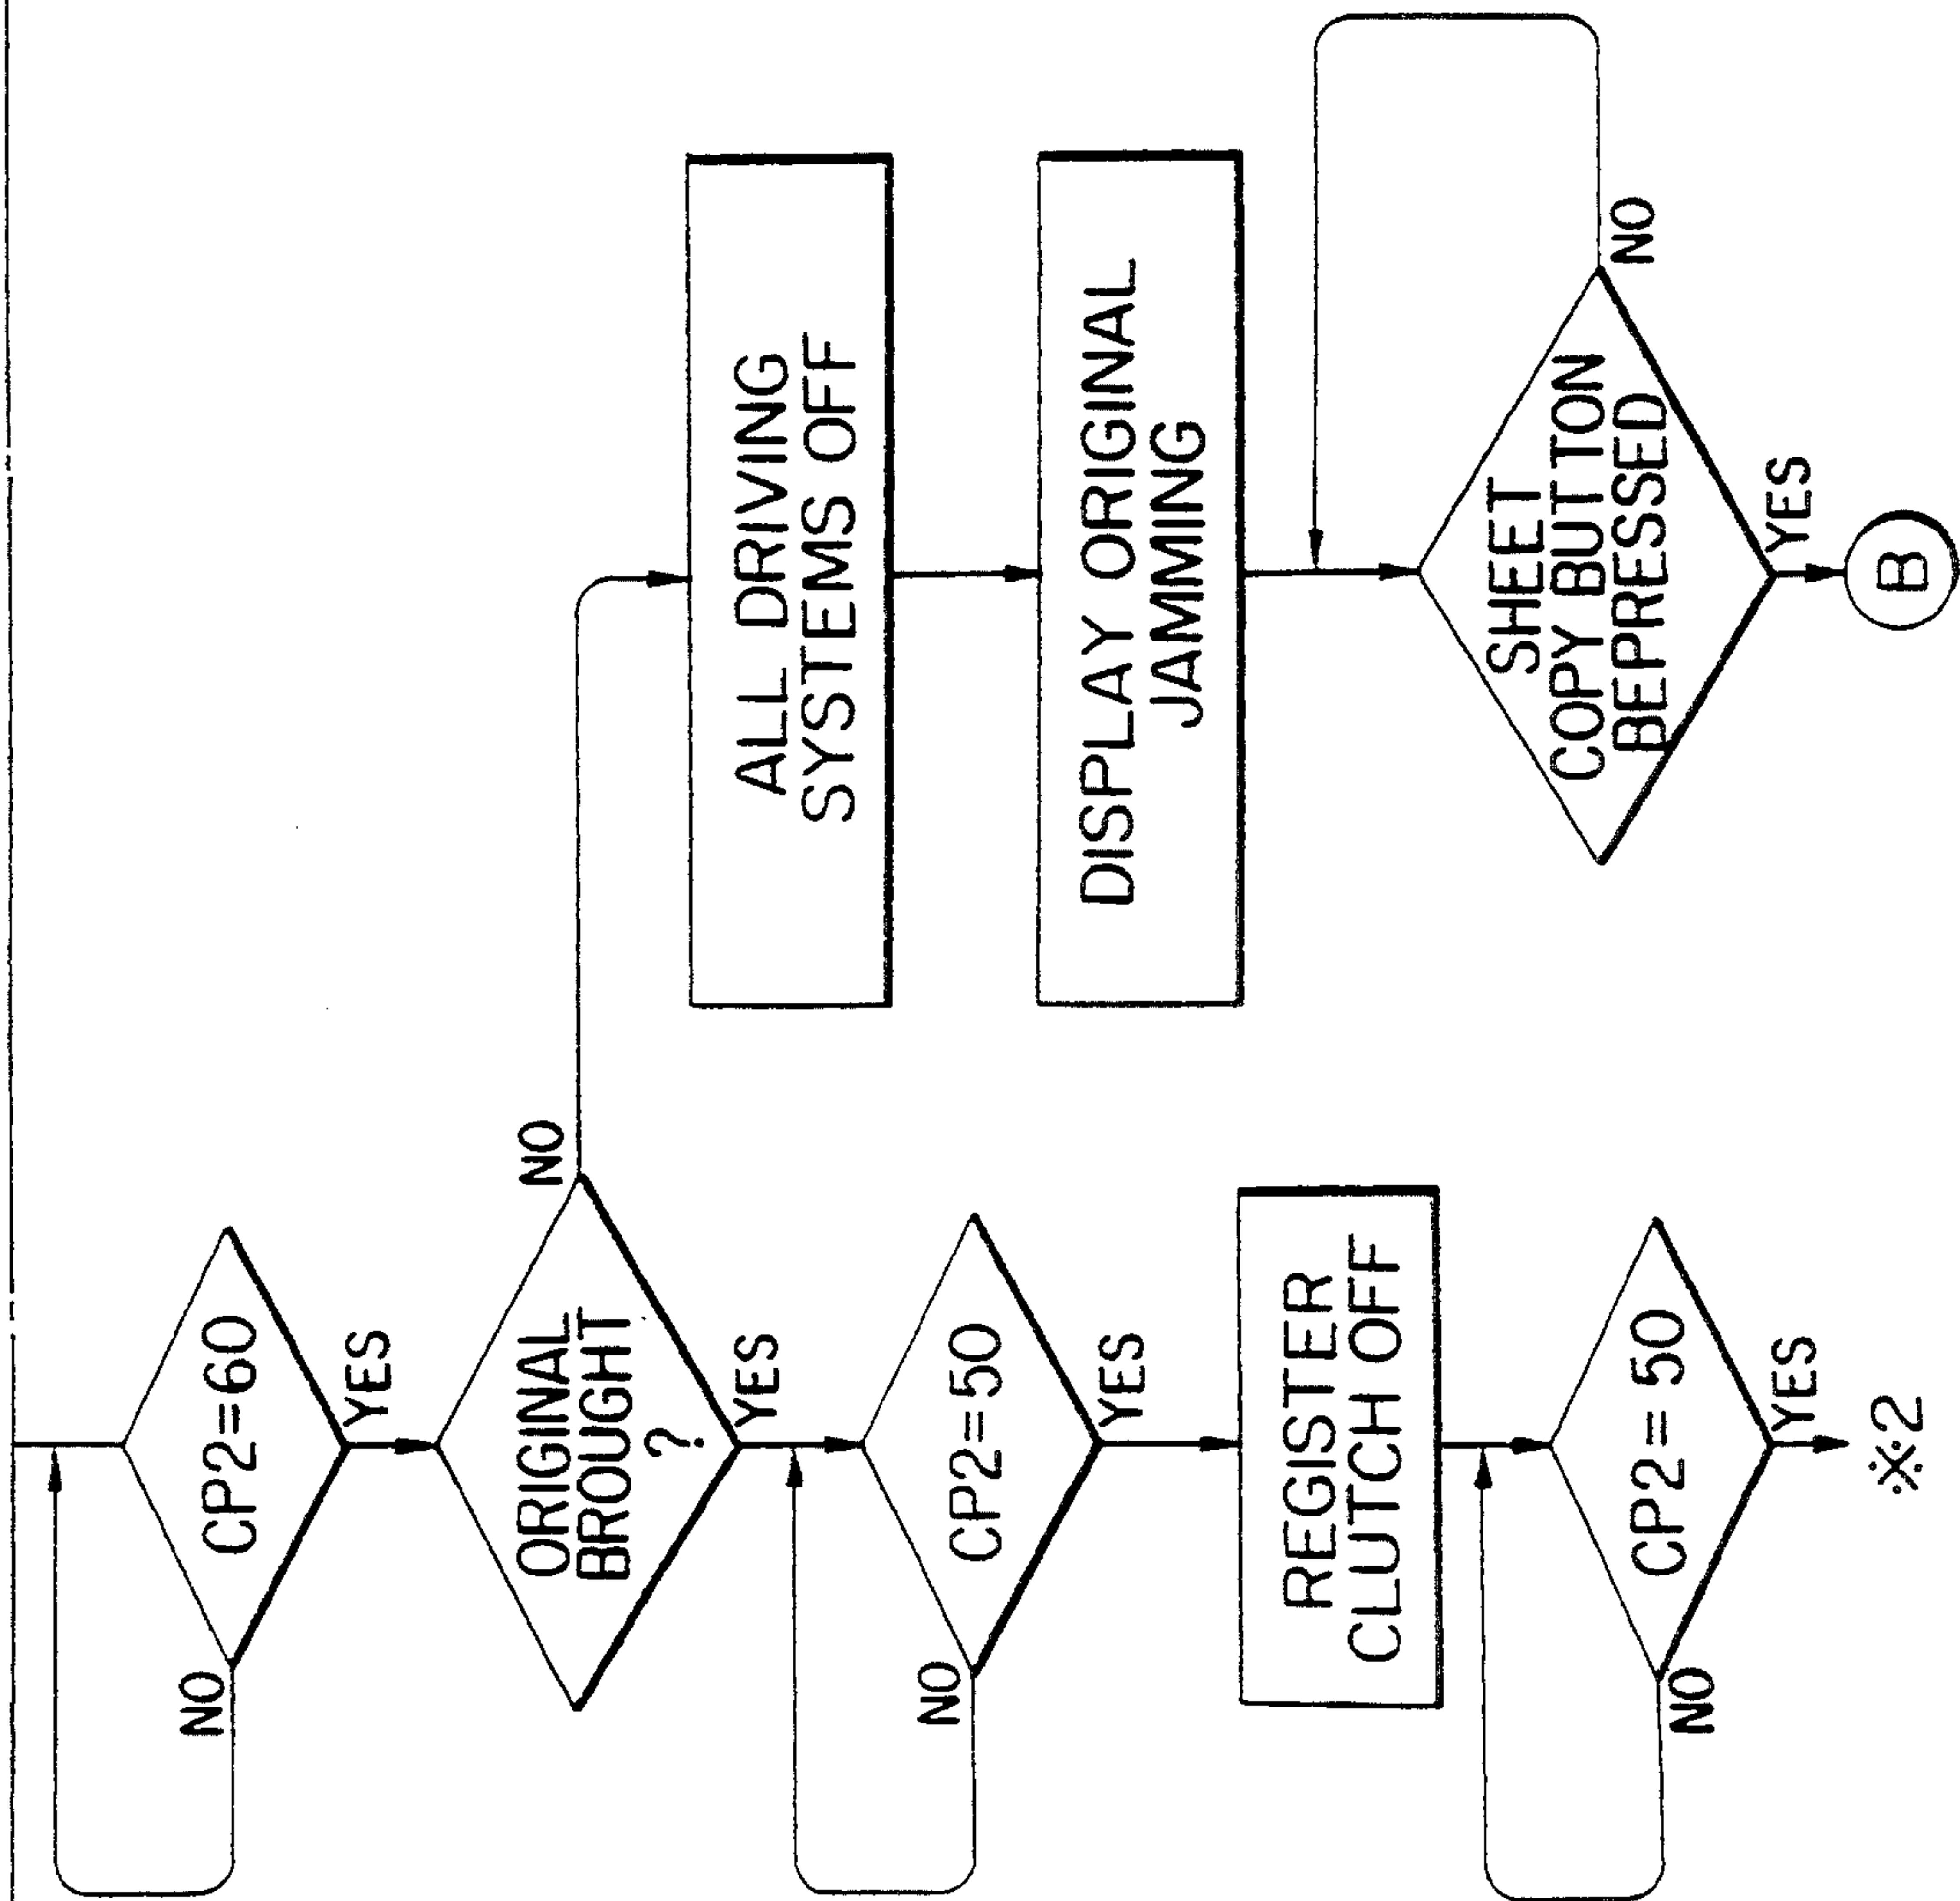 CP2=60
NO
YES
ORIGINAL
BROUGHT
?
NO
YES
CP2=50
NO
YES
REGISTER
CLUTCH OFF
CP2=50
NO
YES
※2
ALL DRIVING
SYSTEMS OFF
DISPLAY ORIGINAL
JAMMING
SHEET
COPY BUTTON
BEPRESSED
NO
YES
B